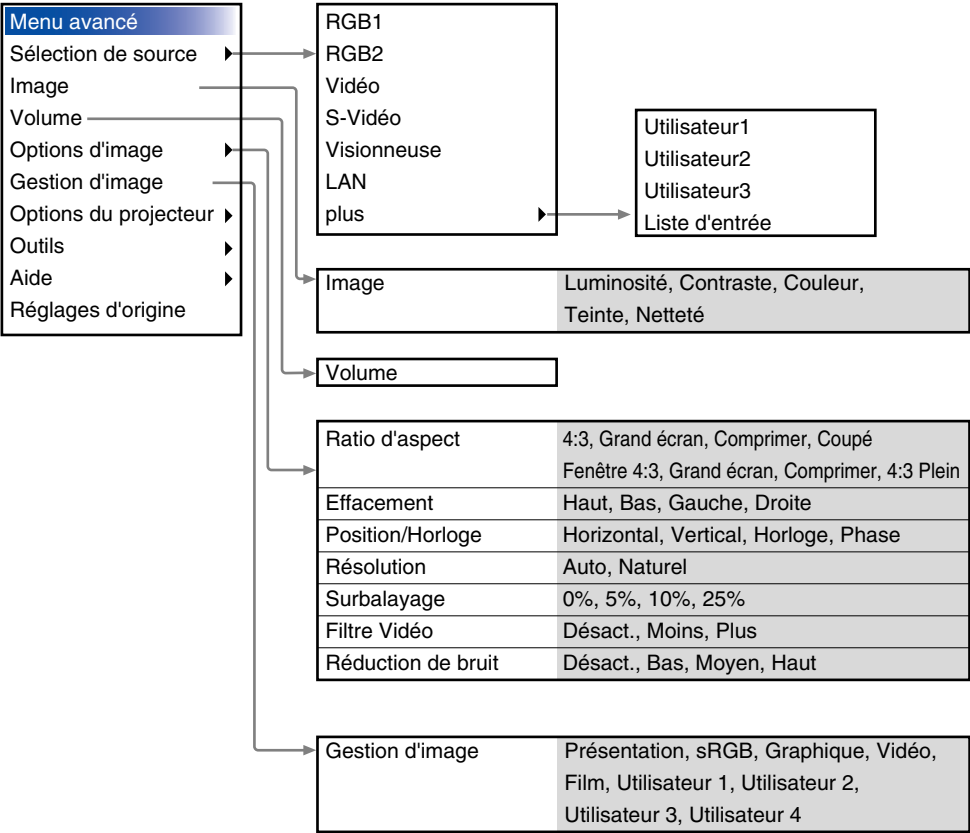 Menu avancé
Sélection de source
Image
Volume
Options d'image
Gestion d'image
Options du projecteur
Outils
Aide
Réglages d'origine
RGB1
RGB2
Vidéo
S-Vidéo
Visionneuse
LAN
plus
Utilisateur1
Utilisateur2
Utilisateur3
Liste d'entrée
Image
Luminosité, Contraste, Couleur,
Teinte, Netteté
Volume
Ratio d'aspect
4:3, Grand écran, Comprimer, Coupé
Fenêtre 4:3, Grand écran, Comprimer, 4:3 Plein
Effacement
Haut, Bas, Gauche, Droite
Position/Horloge
Horizontal, Vertical, Horloge, Phase
Résolution
Auto, Naturel
Surbalayage
0%, 5%, 10%, 25%
Filtre Vidéo
Désact., Moins, Plus
Réduction de bruit
Désact., Bas, Moyen, Haut
Gestion d'image
Présentation, sRGB, Graphique, Vidéo,
Film, Utilisateur 1, Utilisateur 2,
Utilisateur 3, Utilisateur 4